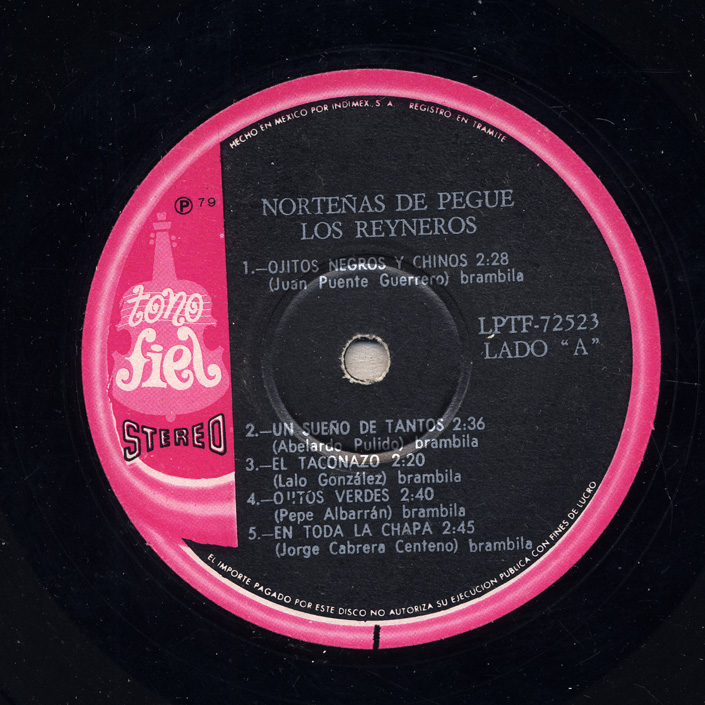 HECHO EN MEXICO POR INDIMEX, S. A. REGISTRO EN TRAMITE
Ⓟ 79
NORTEÑAS DE PEGUE
LOS REYNEROS
1.—OJITOS NEGROS Y CHINOS 2:28
(Juan Puente Guerrero) brambila
tono
fiel
STEREO
LPTF-72523
LADO “A”
2.—UN SUEÑO DE TANTOS 2:36
(Abelardo Pulido) brambila
3.—EL TACONAZO 2:20
(Lalo González) brambila
4.—OJITOS VERDES 2:40
(Pepe Albarrán) brambila
5.—EN TODA LA CHAPA 2:45
(Jorge Cabrera Centeno) brambila
EL IMPORTE PAGADO POR ESTE DISCO NO AUTORIZA SU EJECUCION PUBLICA CON FINES DE LUCRO